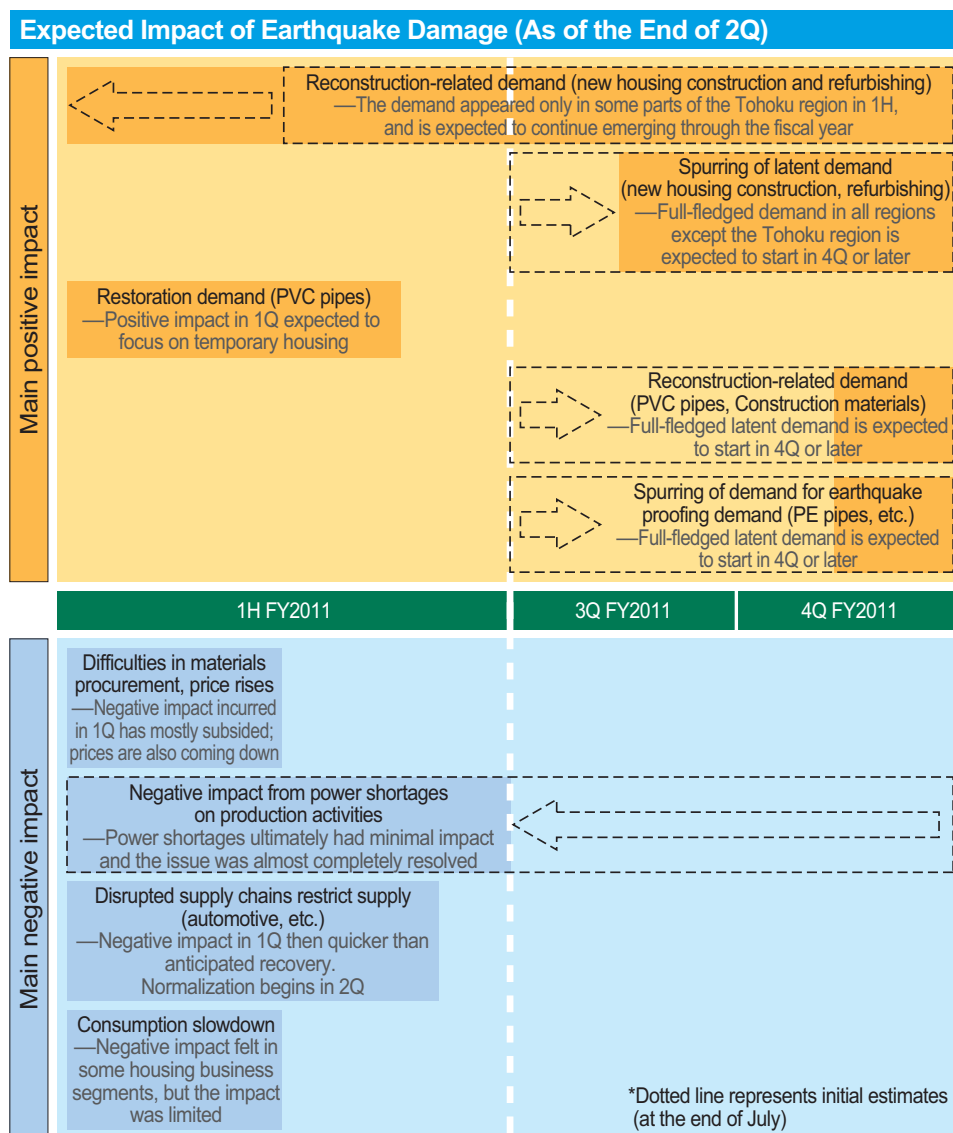 Expected Impact of Earthquake Damage (As of the End of 2Q)
Main positive impact
Reconstruction-related demand (new housing construction and refurbishing)
—The demand appeared only in some parts of the Tohoku region in 1H,
and is expected to continue emerging through the fiscal year
Spurring of latent demand
(new housing construction, refurbishing)
—Full-fledged demand in all regions
except the Tohoku region is
expected to start in 4Q or later
Restoration demand (PVC pipes)
—Positive impact in 1Q expected to
focus on temporary housing
Reconstruction-related demand
(PVC pipes, Construction materials)
—Full-fledged latent demand is expected
to start in 4Q or later
Spurring of demand for earthquake
proofing demand (PE pipes, etc.)
—Full-fledged latent demand is expected
to start in 4Q or later
1H FY2011
3Q FY2011
4Q FY2011
Main negative impact
Difficulties in materials
procurement, price rises
—Negative impact incurred
in 1Q has mostly subsided;
prices are also coming down
Negative impact from power shortages
on production activities
—Power shortages ultimately had minimal impact
and the issue was almost completely resolved
Disrupted supply chains restrict supply
(automotive, etc.)
—Negative impact in 1Q then quicker than
anticipated recovery.
Normalization begins in 2Q
Consumption slowdown
—Negative impact felt in
some housing business
segments, but the impact
was limited
*Dotted line represents initial estimates
(at the end of July)